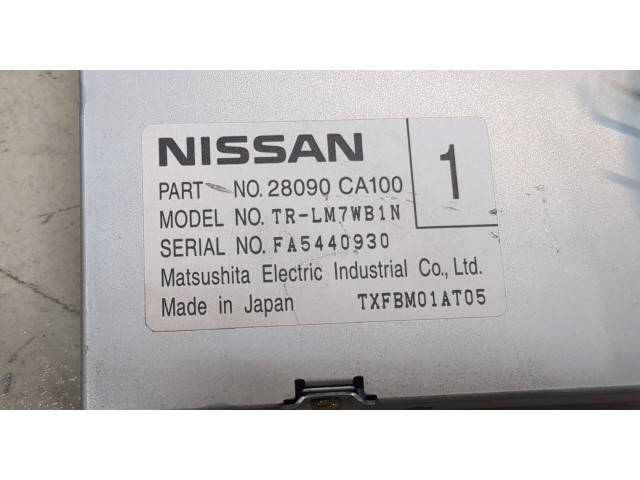 NISSAN
1
PART NO. 28090 CA100
MODEL NO. TR-LM7WB1N
SERIAL NO. FA5440930
Matsushita Electric Industrial Co., Ltd.
Made in Japan TXFBM01AT05